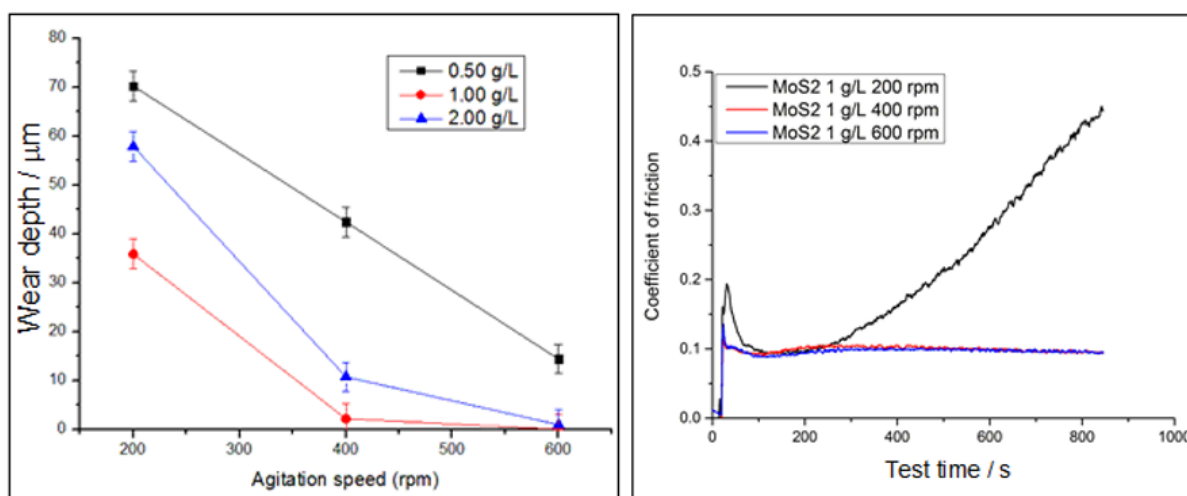 80
70
60
50
40
30
20
10
0
Wear depth / µm
0.50 g/L
1.00 g/L
2.00 g/L
200 300 400 500 600
Agitation speed (rpm)
0.5
0.4
0.3
0.2
0.1
0.0
Coefficient of friction
MoS2 1 g/L 200 rpm
MoS2 1 g/L 400 rpm
MoS2 1 g/L 600 rpm
0 200 400 600 800 1000
Test time / s